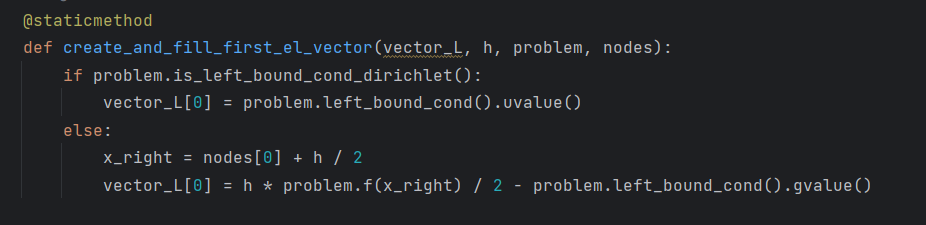 @staticmethod
def create_and_fill_first_el_vector(vector_L, h, problem, nodes):
    if problem.is_left_bound_cond_dirichlet():
        vector_L[0] = problem.left_bound_cond().uvalue()
    else:
        x_right = nodes[0] + h / 2
        vector_L[0] = h * problem.f(x_right) / 2 - problem.left_bound_cond().gvalue()